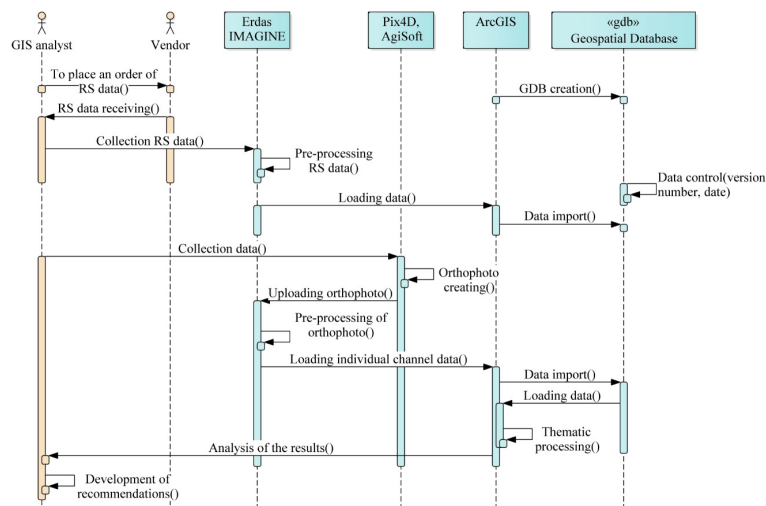 GIS analyst
Vendor
Erdas
IMAGINE
Pix4D,
AgiSoft
ArcGIS
«gdb»
Geospatial Database
To place an order of
RS data()
GDB creation()
RS data receiving()
Collection RS data()
Pre-processing
RS data()
Data control(version
number, date)
Loading data()
Data import()
Collection data()
Orthophoto
creating()
Uploading orthophoto()
Pre-processing of
orthophoto()
Loading individual channel data()
Data import()
Loading data()
Thematic
processing()
Analysis of the results()
Development of
recommendations()